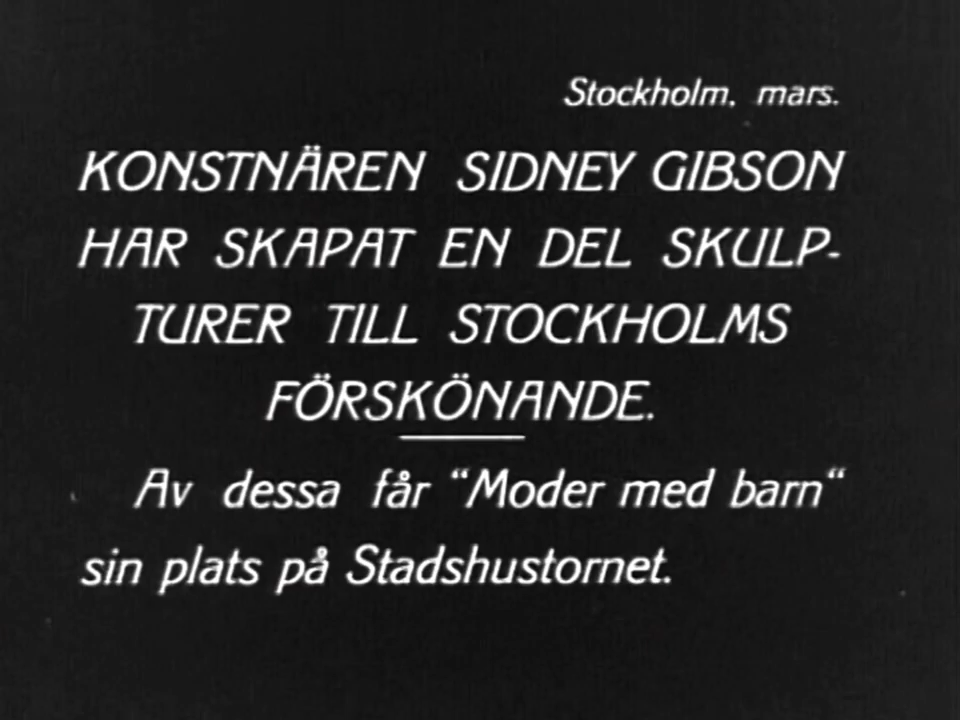 Stockholm. mars.
KONSTNÄREN SIDNEY GIBSON
HAR SKAPAT EN DEL SKULP-
TURER TILL STOCKHOLMS
FÖRSKÖNANDE.
Av dessa får “Moder med barn“
sin plats på Stadshustornet.